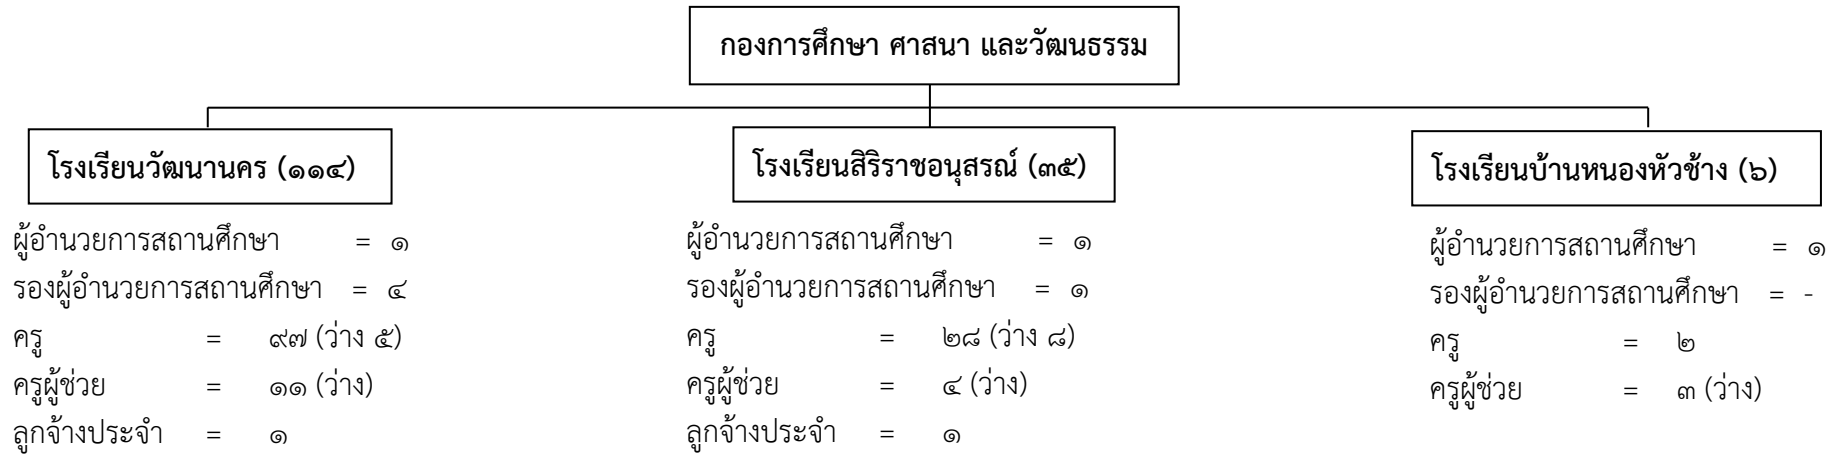 กองการศึกษา ศาสนา และวัฒนธรรม
โรงเรียนวัฒนานคร (๑๑๔)
ผู้อำนวยการสถานศึกษา = ๑
รองผู้อำนวยการสถานศึกษา = ๔
ครู = ๙๗ (ว่าง ๕)
ครูผู้ช่วย = ๑๑ (ว่าง)
ลูกจ้างประจำ = ๑
โรงเรียนสิริราชอนุสรณ์ (๓๕)
ผู้อำนวยการสถานศึกษา = ๑
รองผู้อำนวยการสถานศึกษา = ๑
ครู = ๒๘ (ว่าง ๘)
ครูผู้ช่วย = ๔ (ว่าง)
ลูกจ้างประจำ = ๑
โรงเรียนบ้านหนองหัวช้าง (๖)
ผู้อำนวยการสถานศึกษา = ๑
รองผู้อำนวยการสถานศึกษา = -
ครู = ๒
ครูผู้ช่วย = ๓ (ว่าง)